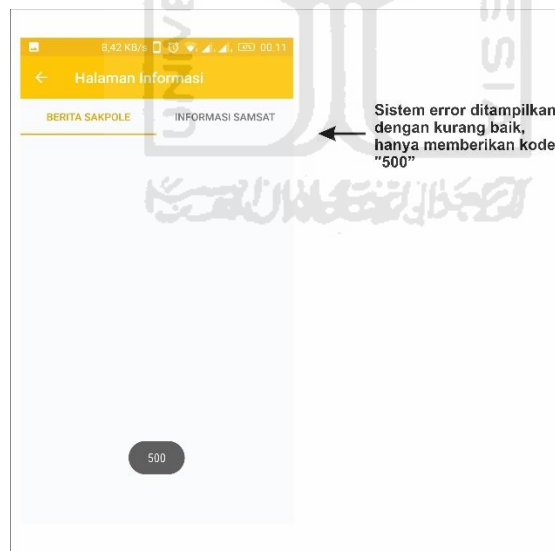 8,42 KB/s 00.11
Halaman Informasi
BERITA SAKPOLE INFORMASI SAMSAT
Sistem error ditampilkan
dengan kurang baik,
hanya memberikan kode
"500”
500